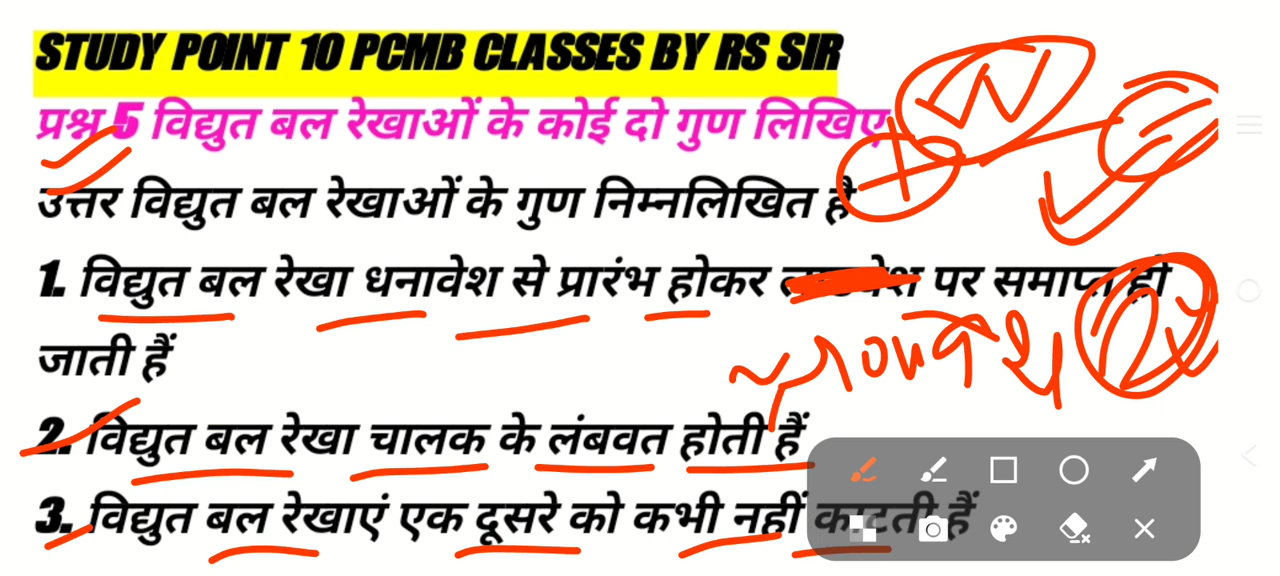 STUDY POINT 10 PCMB CLASSES BY RS SIR
प्रश्न 5 विद्युत बल रेखाओं के कोई दो गुण लिखिए
उत्तर विद्युत बल रेखाओं के गुण निम्नलिखित है
1. विद्युत बल रेखा धनावेश से प्रारंभ होकर पर समाप्त हो
जाती हैं
2. विद्युत बल रेखा चालक के लंबवत होती हैं
3. विद्युत बल रेखाएं एक दूसरे को कभी नहीं काटती हैं